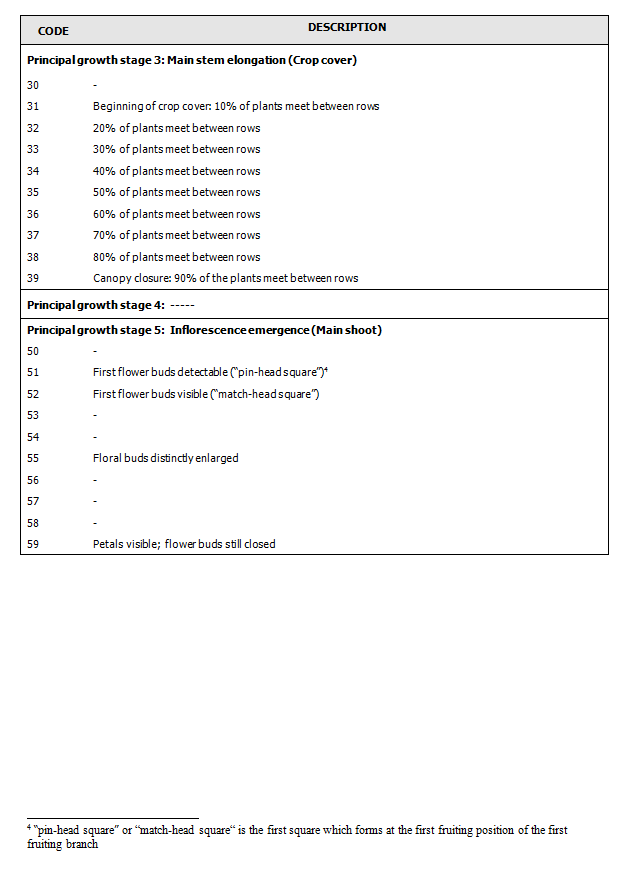 CODE DESCRIPTION
Principal growth stage 3: Main stem elongation (Crop cover)
30 -
31 Beginning of crop cover: 10% of plants meet between rows
32 20% of plants meet between rows
33 30% of plants meet between rows
34 40% of plants meet between rows
35 50% of plants meet between rows
36 60% of plants meet between rows
37 70% of plants meet between rows
38 80% of plants meet between rows
39 Canopy closure: 90% of the plants meet between rows
Principal growth stage 4: -----
Principal growth stage 5: Inflorescence emergence (Main shoot)
50 -
51 First flower buds detectable (“pin-head square”)⁴
52 First flower buds visible (“match-head square”)
53 -
54 -
55 Floral buds distinctly enlarged
56 -
57 -
58 -
59 Petals visible; flower buds still closed
⁴ “pin-head square” or “match-head square“ is the first square which forms at the first fruiting position of the first
fruiting branch